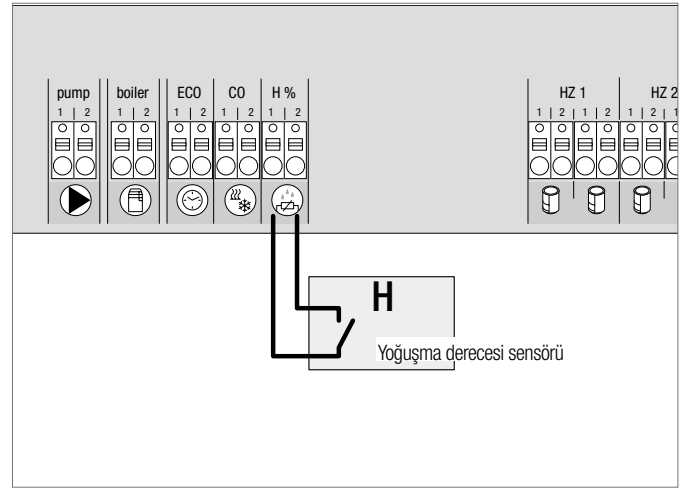 pump boiler ECO CO H % HZ 1 HZ 2
1 | 2 1 | 2 1 | 2 1 | 2 1 | 2 1 | 2 | 1 | 2 1 | 2 | 1
H
Yoğuşma derecesi sensörü